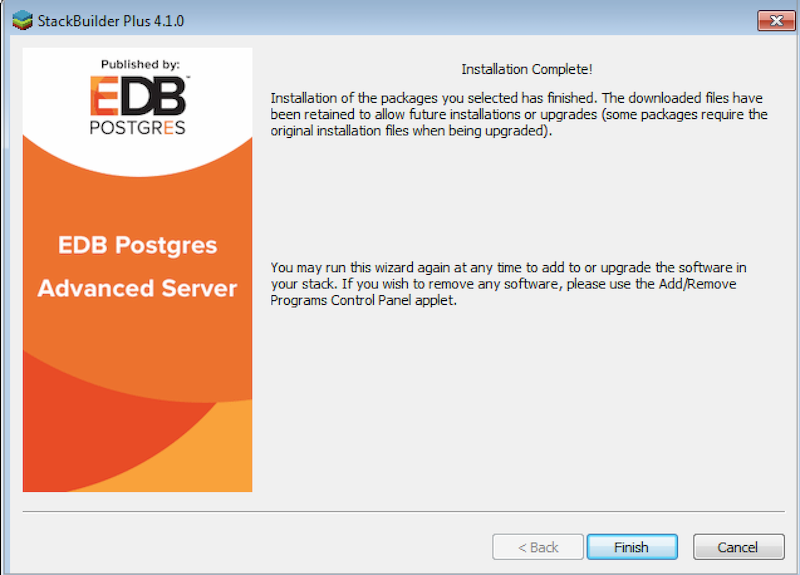 StackBuilder Plus 4.1.0
Published by:
EDB™
POSTGRES
EDB Postgres
Advanced Server
Installation Complete!
Installation of the packages you selected has finished. The downloaded files have
been retained to allow future installations or upgrades (some packages require the
original installation files when being upgraded).
You may run this wizard again at any time to add to or upgrade the software in
your stack. If you wish to remove any software, please use the Add/Remove
Programs Control Panel applet.
< Back
Finish
Cancel